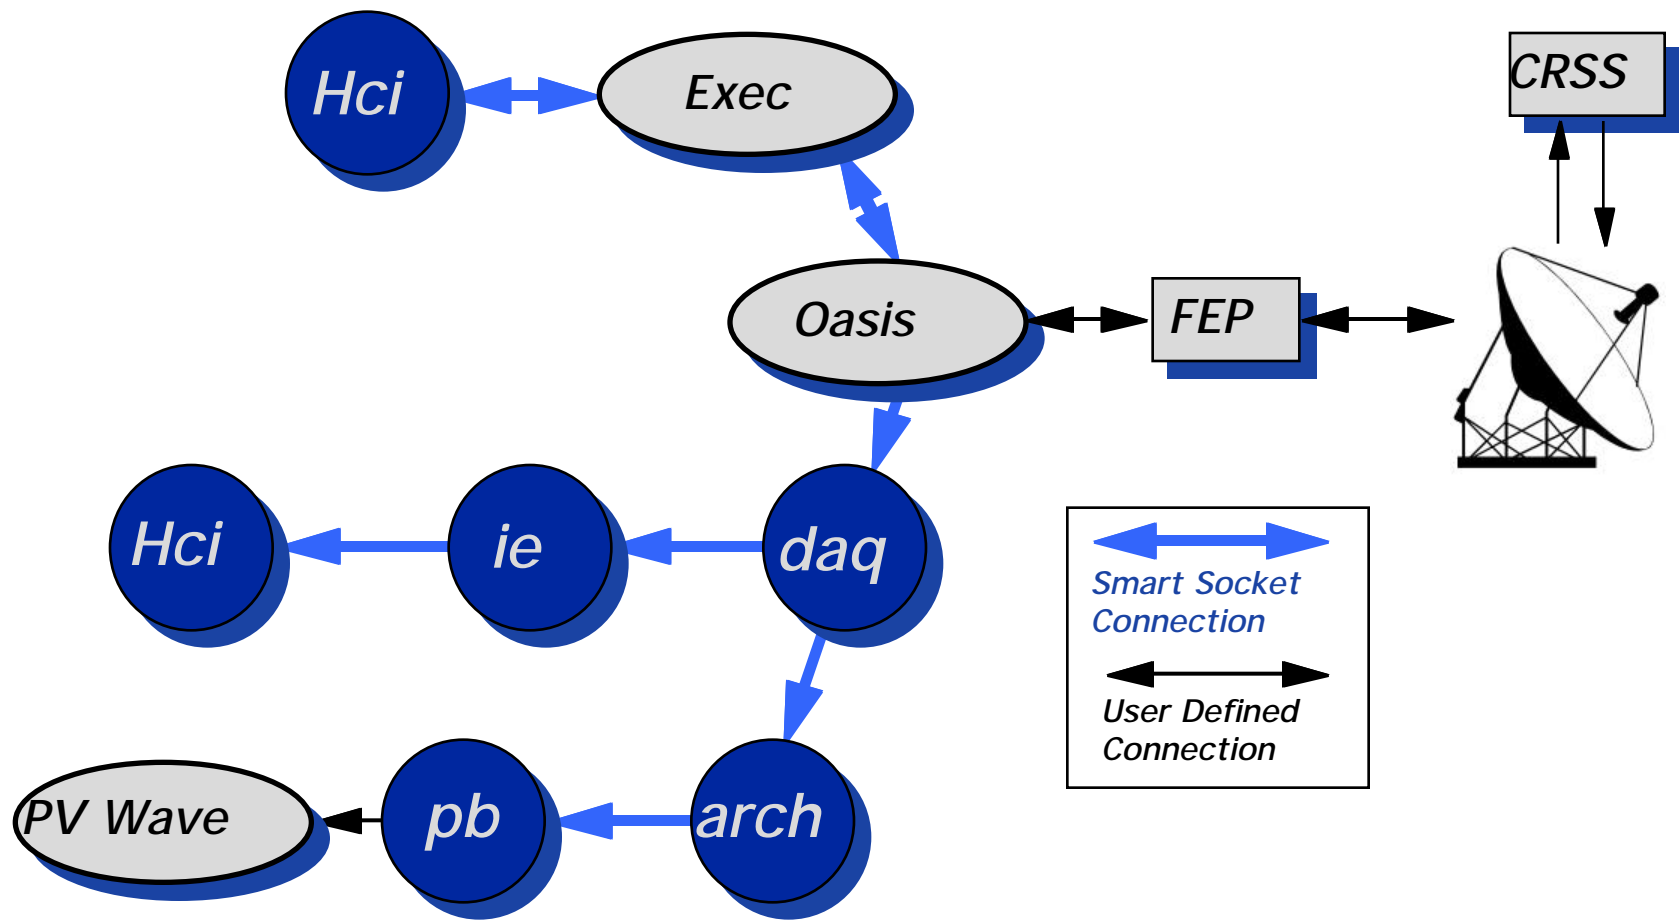 Hci
Exec
CRSS
Oasis
FEP
Hci
ie
daq
Smart Socket
Connection
User Defined
Connection
PV Wave
pb
arch